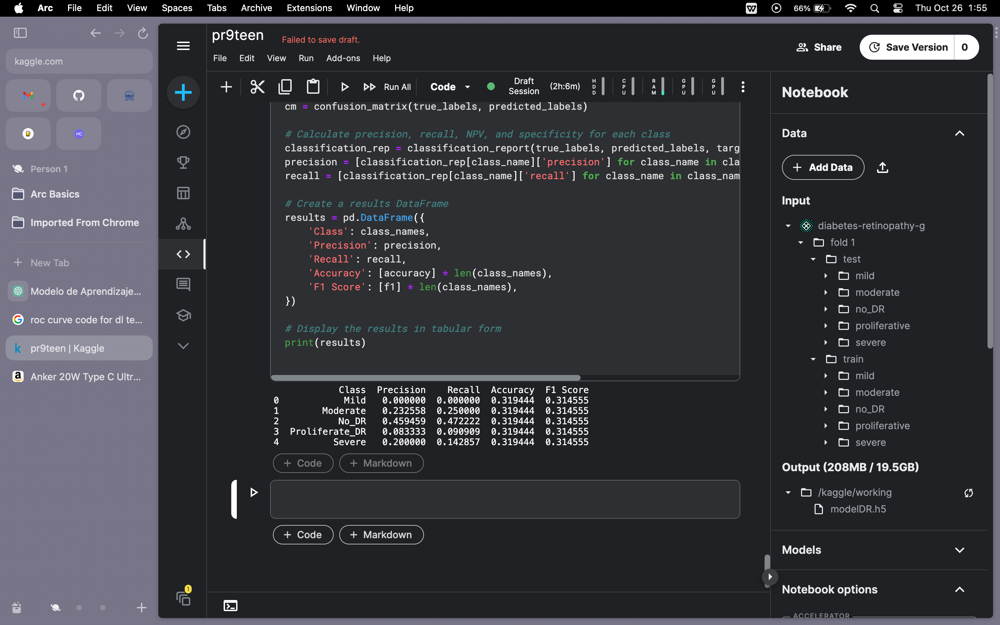 Arc File Edit View Spaces Tabs Archive Extensions Window Help
66% Thu Oct 26 1:55
kaggle.com
HC
Person 1
Arc Basics
Imported From Chrome
New Tab
Modelo de Aprendizaje...
roc curve code for dl te...
pr9teen | Kaggle
Anker 20W Type C Ultr...
1
pr9teen Failed to save draft.
File Edit View Run Add-ons Help
Share Save Version 0
Run All Code Draft Session (2h:6m) HDD CPU RAM GPU GPU
cm = confusion_matrix(true_labels, predicted_labels)
# Calculate precision, recall, NPV, and specificity for each class
classification_rep = classification_report(true_labels, predicted_labels, targ
precision = [classification_rep[class_name]['precision'] for class_name in cla
recall = [classification_rep[class_name]['recall'] for class_name in class_nam
# Create a results DataFrame
results = pd.DataFrame({
'Class': class_names,
'Precision': precision,
'Recall': recall,
'Accuracy': [accuracy] * len(class_names),
'F1 Score': [f1] * len(class_names),
})
# Display the results in tabular form
print(results)
Class Precision Recall Accuracy F1 Score
0 Mild 0.000000 0.000000 0.319444 0.314555
1 Moderate 0.232558 0.250000 0.319444 0.314555
2 No_DR 0.459459 0.472222 0.319444 0.314555
3 Proliferate_DR 0.083333 0.090909 0.319444 0.314555
4 Severe 0.200000 0.142857 0.319444 0.314555
+ Code + Markdown
+ Code + Markdown
Notebook
Data
+ Add Data
Input
diabetes-retinopathy-g
fold 1
test
mild
moderate
no_DR
proliferative
severe
train
mild
moderate
no_DR
proliferative
severe
Output (208MB / 19.5GB)
/kaggle/working
modelDR.h5
Models
Notebook options
ACCELERATOR